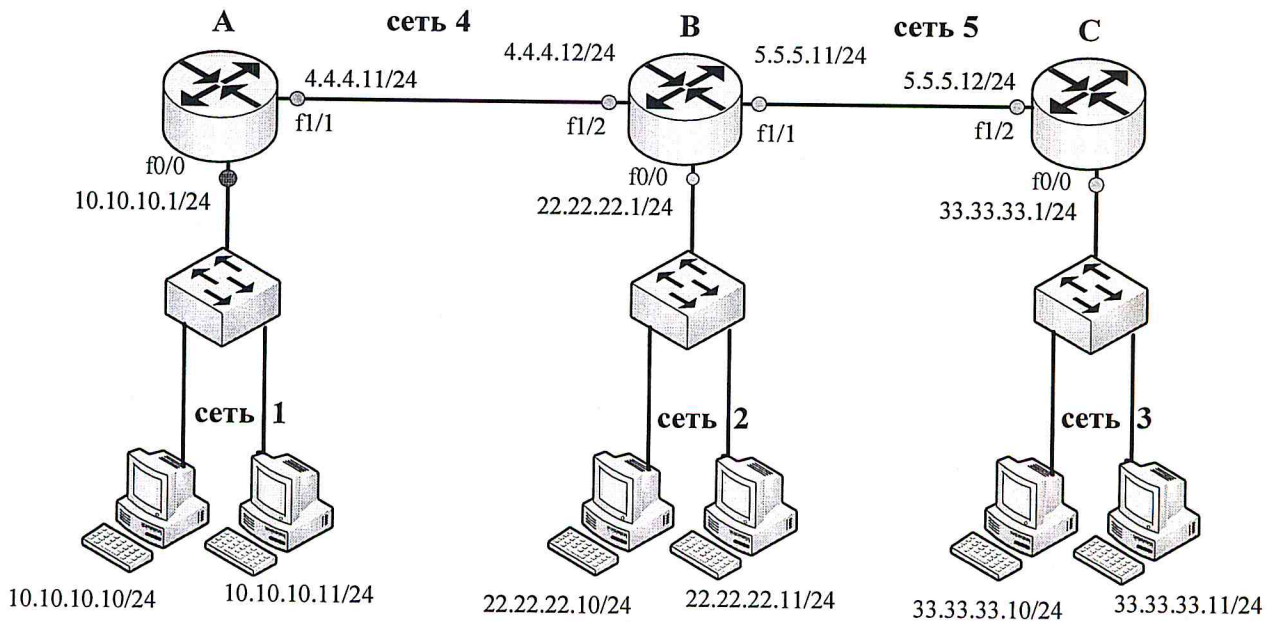 A
сеть 4
B
сеть 5
C
4.4.4.11/24
4.4.4.12/24
5.5.5.11/24
5.5.5.12/24
f1/1
f1/2
f1/1
f1/2
f0/0
f0/0
f0/0
10.10.10.1/24
22.22.22.1/24
33.33.33.1/24
сеть 1
сеть 2
сеть 3
10.10.10.10/24
10.10.10.11/24
22.22.22.10/24
22.22.22.11/24
33.33.33.10/24
33.33.33.11/24